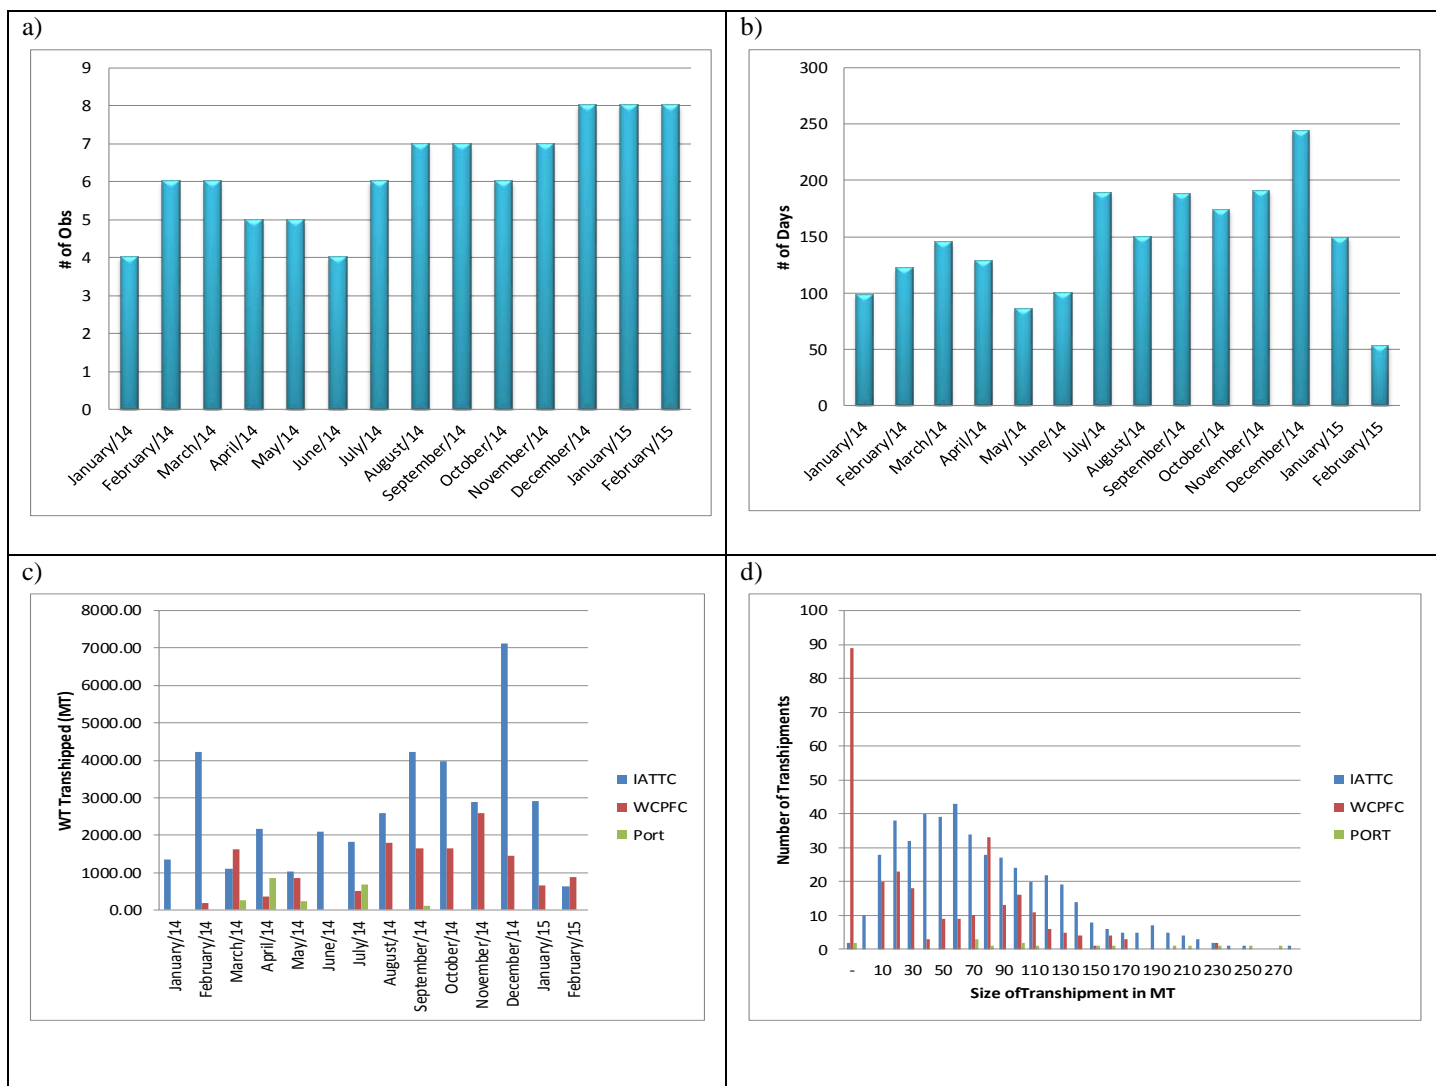 a)
9
8
7
6
5
4
3
2
1
0
# of Obs
January/14
February/14
March/14
April/14
May/14
June/14
July/14
August/14
September/14
October/14
November/14
December/14
January/15
February/15
b)
300
250
200
150
100
50
0
# of Days
January/14
February/14
March/14
April/14
May/14
June/14
July/14
August/14
September/14
October/14
November/14
December/14
January/15
February/15
c)
8000.00
7000.00
6000.00
5000.00
4000.00
3000.00
2000.00
1000.00
0.00
WT Transhipped (MT)
January/14
February/14
March/14
April/14
May/14
June/14
July/14
August/14
September/14
October/14
November/14
December/14
January/15
February/15
IATTC
WCPFC
Port
d)
100
90
80
70
60
50
40
30
20
10
0
Number of Transhipments
- 10 30 50 70 90 110 130 150 170 190 210 230 250 270
Size ofTranshipment in MT
IATTC
WCPFC
PORT